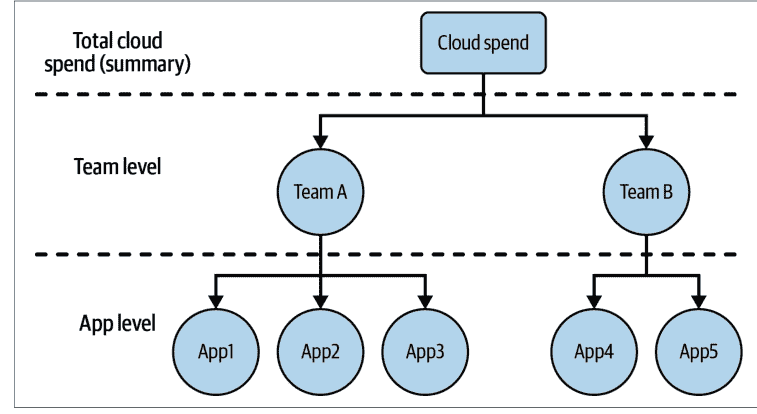 Total cloud
spend (summary)
Cloud spend
Team level
Team A
Team B
App level
App1
App2
App3
App4
App5